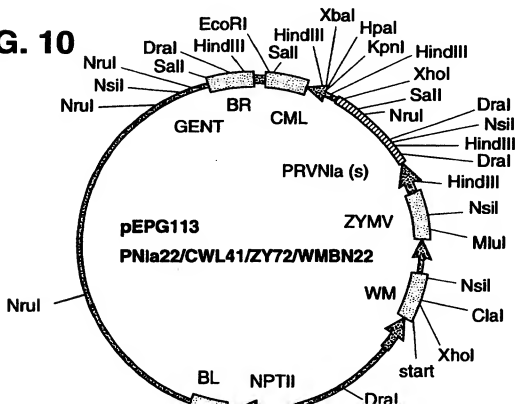 G. 10
EcoRI
XbaI
HindIII
HpaI
DraI
HindIII
SalI
KpnI
HindIII
NruI
SalI
XhoI
NsiI
SalI
NruI
BR
CML
NruI
DraI
GENT
NsiI
HindIII
PRVNIa (s)
DraI
HindIII
ZYMV
NsiI
pEPG113
MluI
PNIa22/CWL41/ZY72/WMBN22
NsiI
WM
ClaI
NruI
XhoI
start
BL
NPTII
DraI